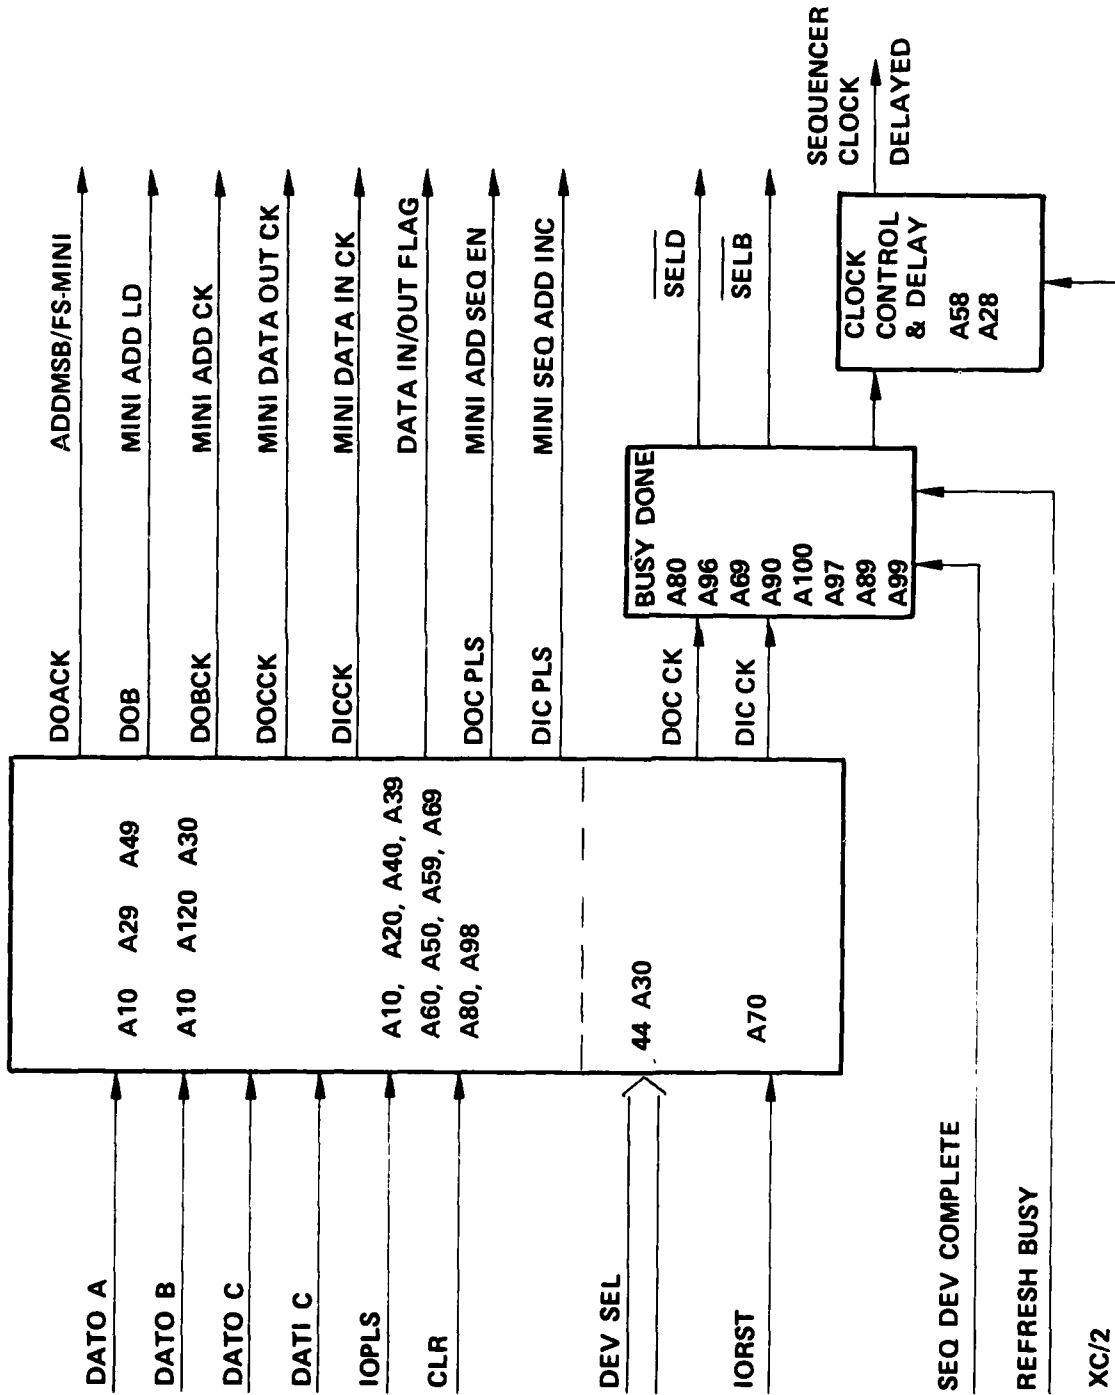 DATO A
DATO B
DATO C
DATI C
IOPLS
CLR
DEV SEL
IORST
SEQ DEV COMPLETE
REFRESH BUSY
XC/2
A10 A29 A49
A10 A120 A30
A10, A20, A40, A39
A60, A50, A59, A69
A80, A98
44 A30
A70
DOACK
DOB
DOBCK
DOCCK
DICCK
DOC PLS
DIC PLS
DOC CK
DIC CK
ADDMSB/FS-MINI
MINI ADD LD
MINI ADD CK
MINI DATA OUT CK
MINI DATA IN CK
DATA IN/OUT FLAG
MINI ADD SEQ EN
MINI SEQ ADD INC
BUSY DONE
A80
A96
A69
A90
A100
A97
A89
A99
SELD
SELB
CLOCK
CONTROL
& DELAY
A58
A28
SEQUENCER
CLOCK
DELAYED